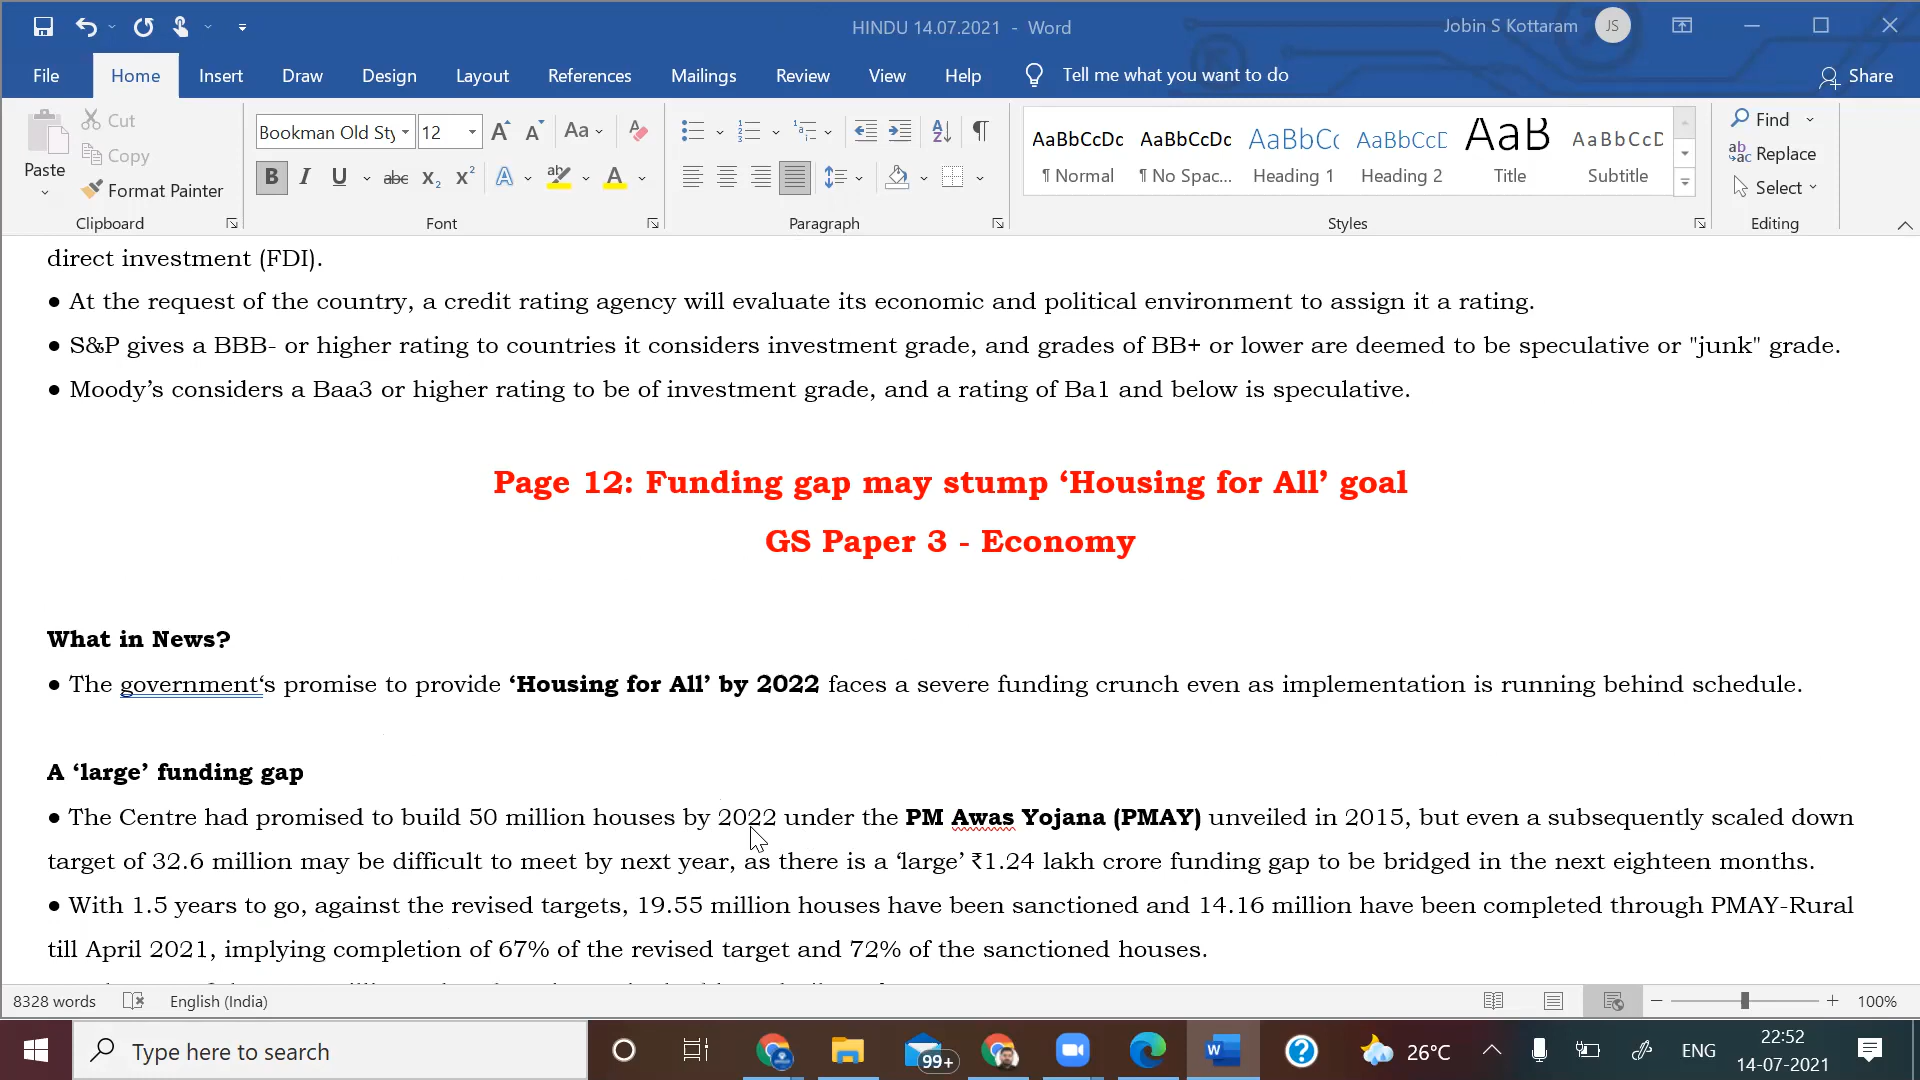 HINDU 14.07.2021 - Word
Jobin S Kottaram JS
File Home Insert Draw Design Layout References Mailings Review View Help Tell me what you want to do Share
Paste Cut Copy Format Painter
Clipboard
Bookman Old Sty 12
Font
Paragraph
AaBbCcDc AaBbCcDc AaBbCc AaBbCcD AaB AaBbCcD
¶ Normal ¶ No Spac... Heading 1 Heading 2 Title Subtitle
Styles
Find
Replace
Select
Editing
direct investment (FDI).
● At the request of the country, a credit rating agency will evaluate its economic and political environment to assign it a rating.
● S&P gives a BBB- or higher rating to countries it considers investment grade, and grades of BB+ or lower are deemed to be speculative or "junk" grade.
● Moody’s considers a Baa3 or higher rating to be of investment grade, and a rating of Ba1 and below is speculative.
Page 12: Funding gap may stump ‘Housing for All’ goal
GS Paper 3 - Economy
What in News?
● The government‘s promise to provide ‘Housing for All’ by 2022 faces a severe funding crunch even as implementation is running behind schedule.
A ‘large’ funding gap
● The Centre had promised to build 50 million houses by 2022 under the PM Awas Yojana (PMAY) unveiled in 2015, but even a subsequently scaled down
target of 32.6 million may be difficult to meet by next year, as there is a ‘large’ ₹1.24 lakh crore funding gap to be bridged in the next eighteen months.
● With 1.5 years to go, against the revised targets, 19.55 million houses have been sanctioned and 14.16 million have been completed through PMAY-Rural
till April 2021, implying completion of 67% of the revised target and 72% of the sanctioned houses.
8328 words English (India) 100%
Type here to search 99+ 26°C ENG 22:52
14-07-2021